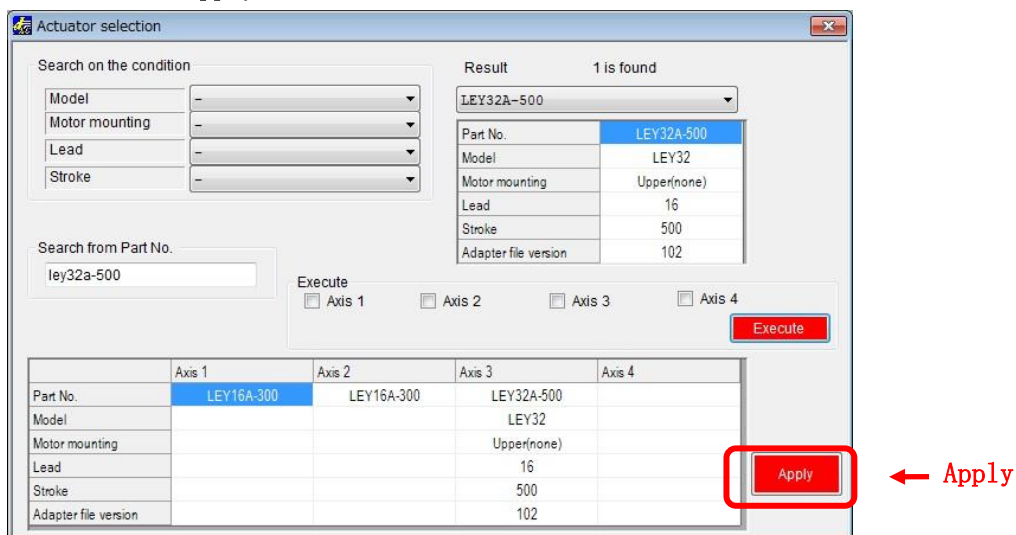 Actuator selection
Search on the condition
Model -
Motor mounting -
Lead -
Stroke -
Result 1 is found
LEY32A-500
Part No. LEY32A-500
Model LEY32
Motor mounting Upper(none)
Lead 16
Stroke 500
Adapter file version 102
Search from Part No.
ley32a-500
Execute
Axis 1 Axis 2 Axis 3 Axis 4
Execute
Axis 1 Axis 2 Axis 3 Axis 4
Part No. LEY16A-300 LEY16A-300 LEY32A-500
Model LEY32
Motor mounting Upper(none)
Lead 16
Stroke 500
Adapter file version 102
Apply
Apply